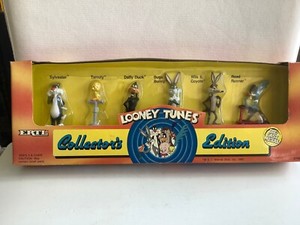 Sylvester
Tweety
Daffy Duck
Bugs Bunny
Wile E. Coyote
Road Runner
LOONEY TUNES
ERTL
Collector's Edition